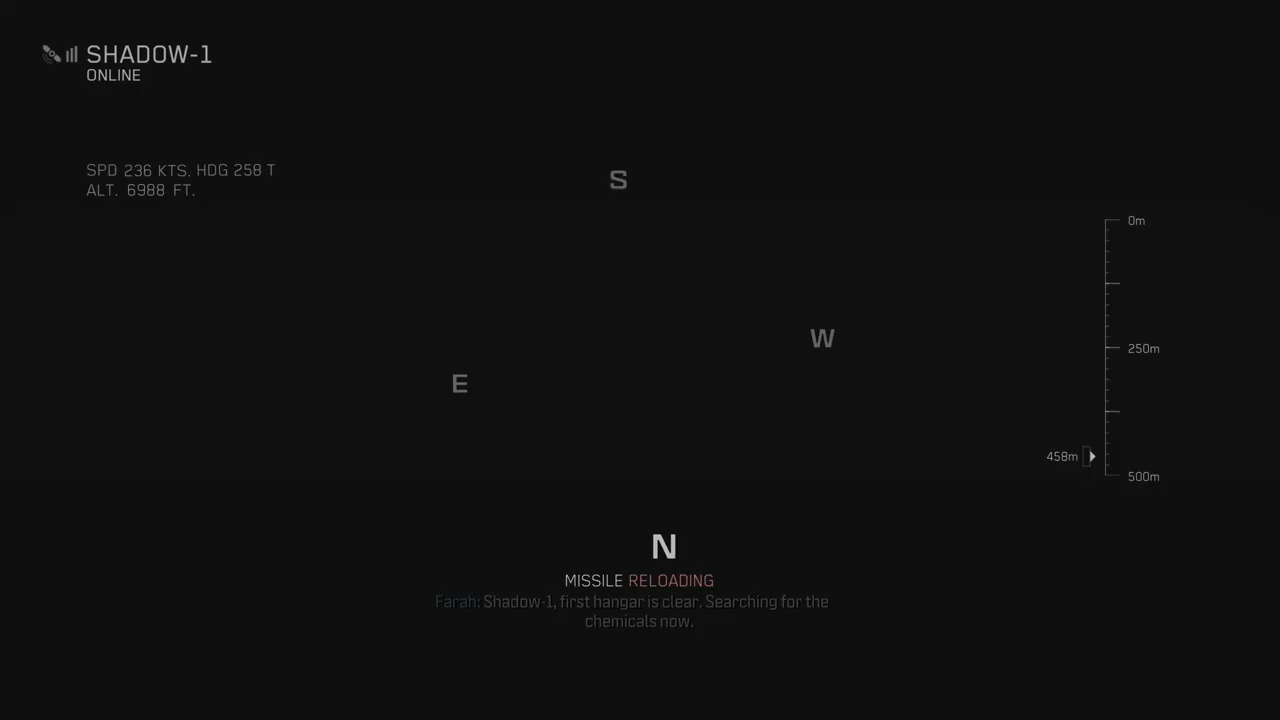 SHADOW-1
ONLINE
SPD 236 KTS. HDG 258 T
ALT. 6988 FT.
S
0m
W
250m
E
458m
500m
N
MISSILE RELOADING
Farah: Shadow-1, first hangar is clear. Searching for the
chemicals now.